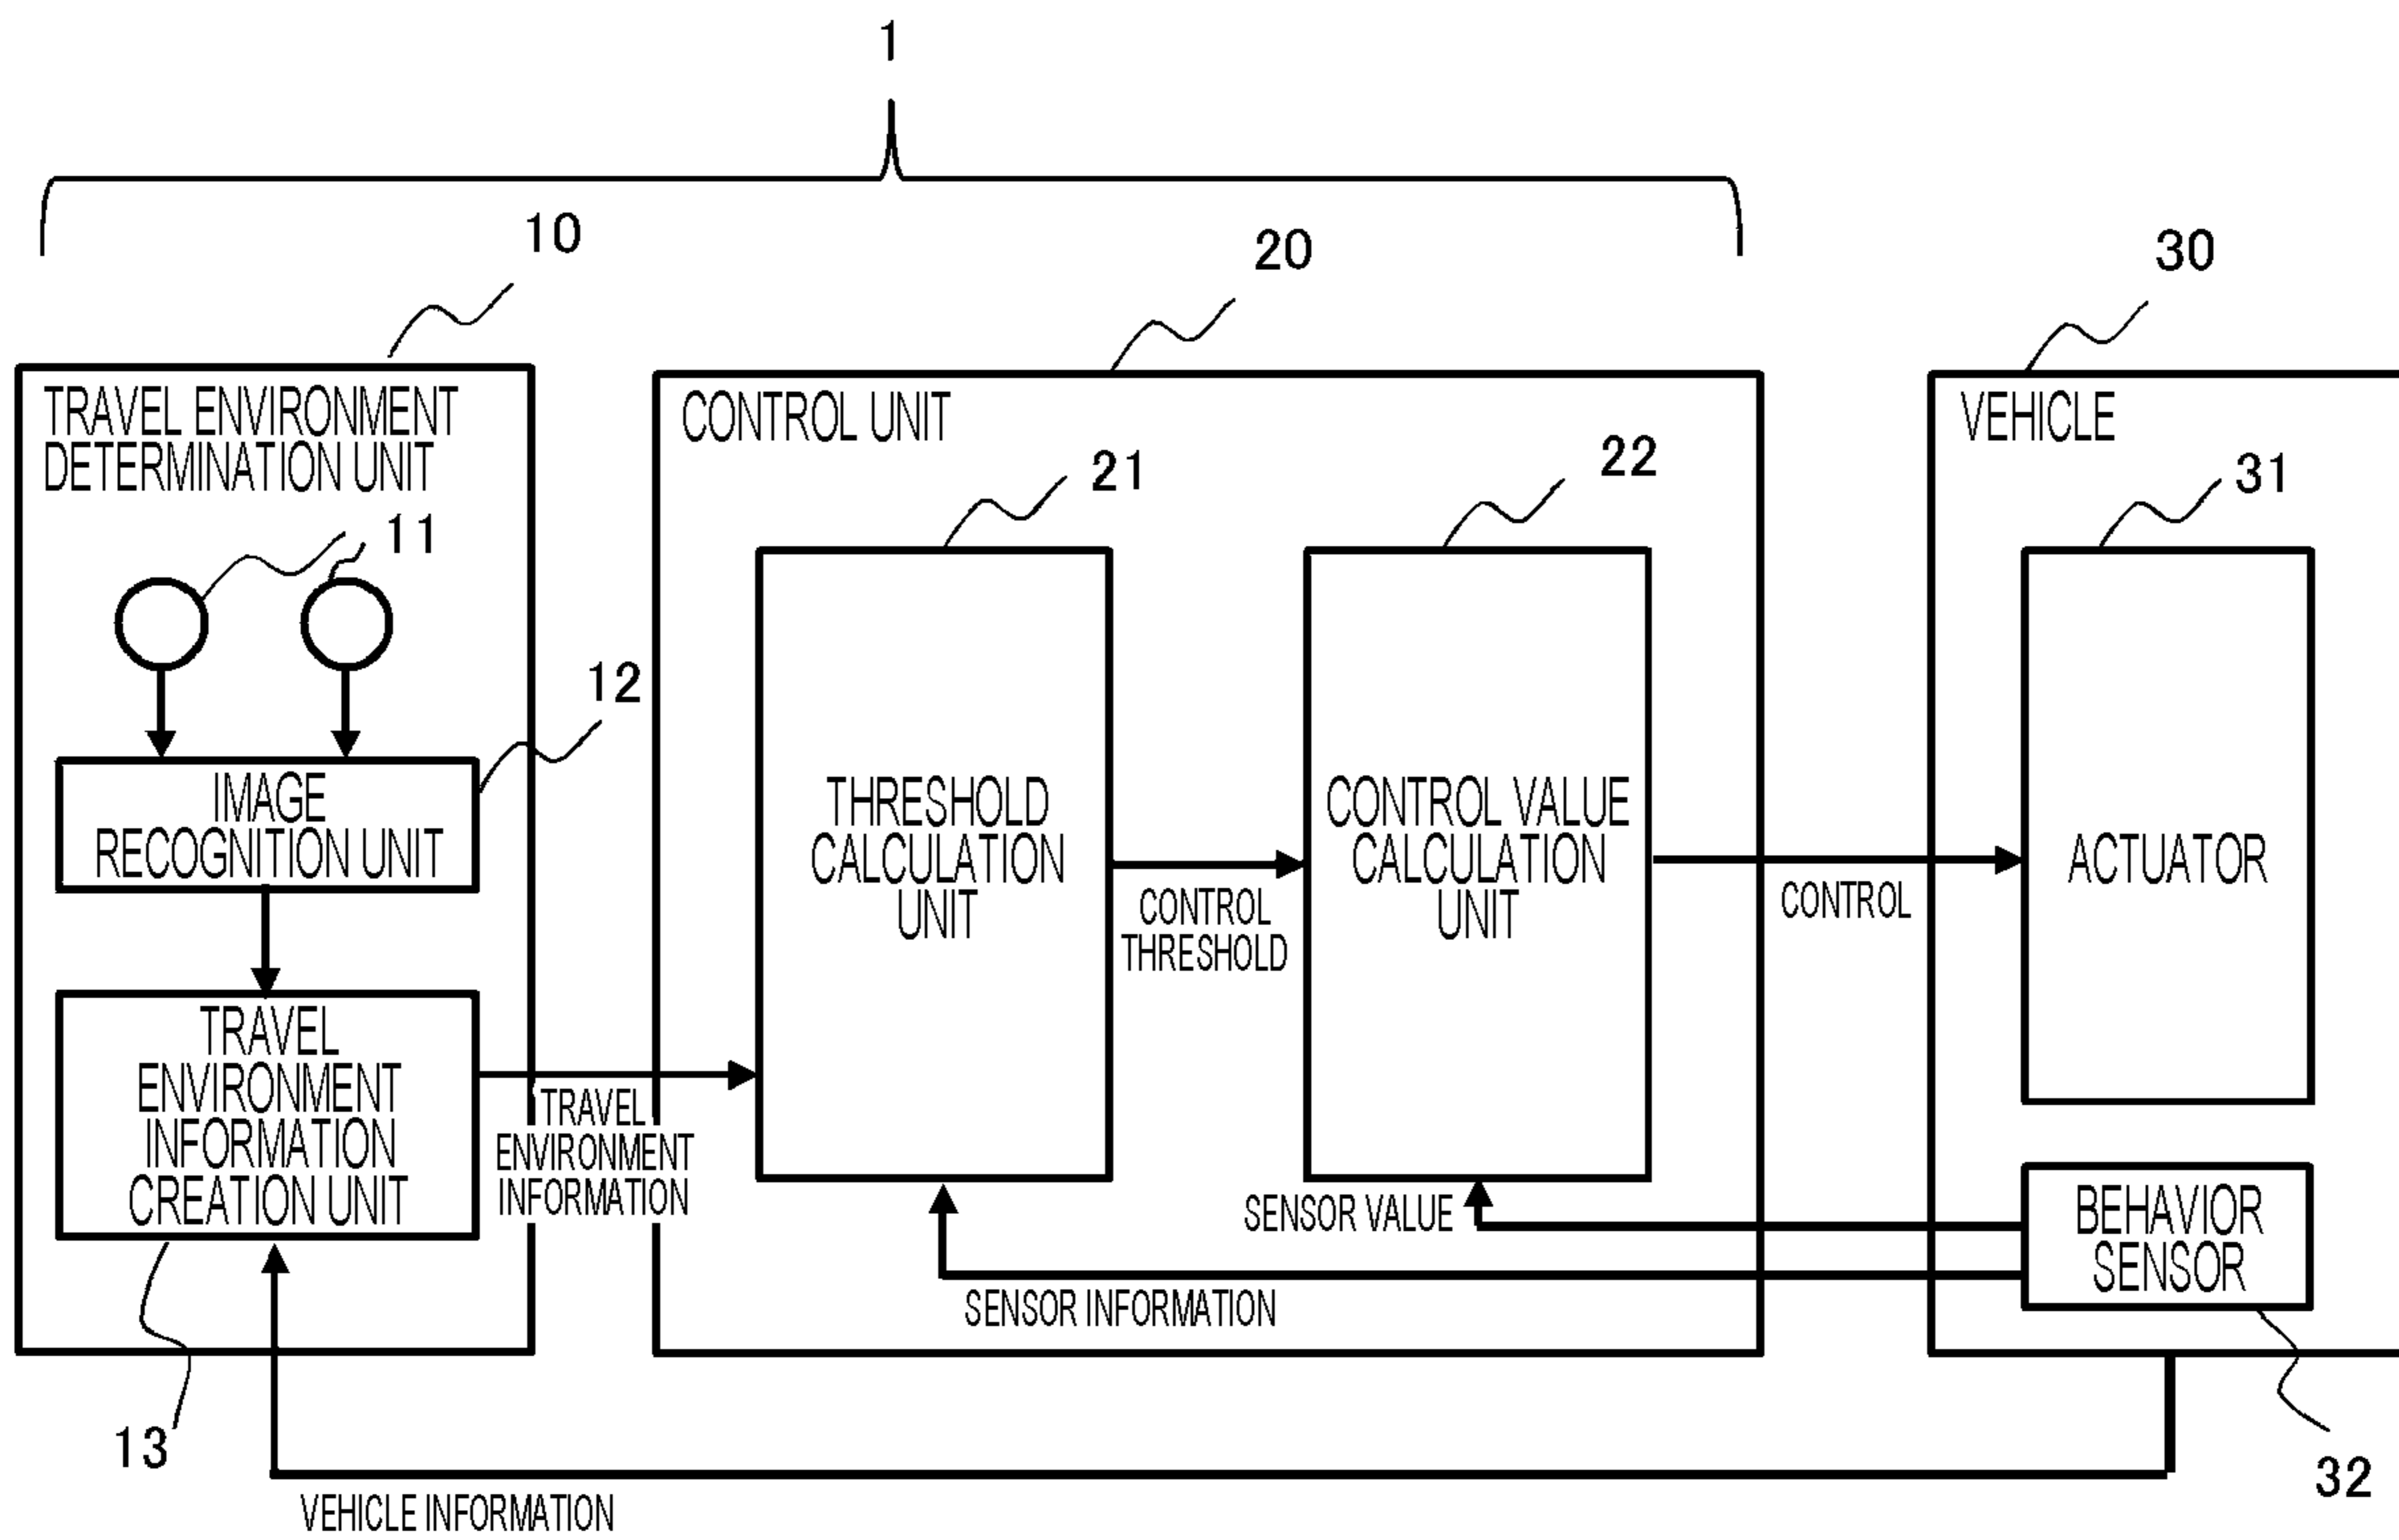 1
10
20
30
TRAVEL ENVIRONMENT
DETERMINATION UNIT
CONTROL UNIT
VEHICLE
11
21
22
31
12
IMAGE
RECOGNITION UNIT
THRESHOLD
CALCULATION
UNIT
CONTROL
THRESHOLD
CONTROL VALUE
CALCULATION
UNIT
CONTROL
ACTUATOR
TRAVEL
ENVIRONMENT
INFORMATION
CREATION UNIT
TRAVEL
ENVIRONMENT
INFORMATION
SENSOR VALUE
BEHAVIOR
SENSOR
SENSOR INFORMATION
13
32
VEHICLE INFORMATION